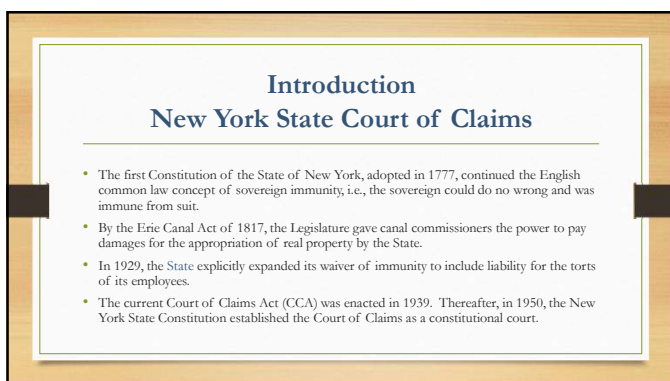 Introduction
New York State Court of Claims
• The first Constitution of the State of New York, adopted in 1777, continued the English
common law concept of sovereign immunity, i.e., the sovereign could do no wrong and was
immune from suit.
• By the Erie Canal Act of 1817, the Legislature gave canal commissioners the power to pay
damages for the appropriation of real property by the State.
• In 1929, the State explicitly expanded its waiver of immunity to include liability for the torts
of its employees.
• The current Court of Claims Act (CCA) was enacted in 1939. Thereafter, in 1950, the New
York State Constitution established the Court of Claims as a constitutional court.